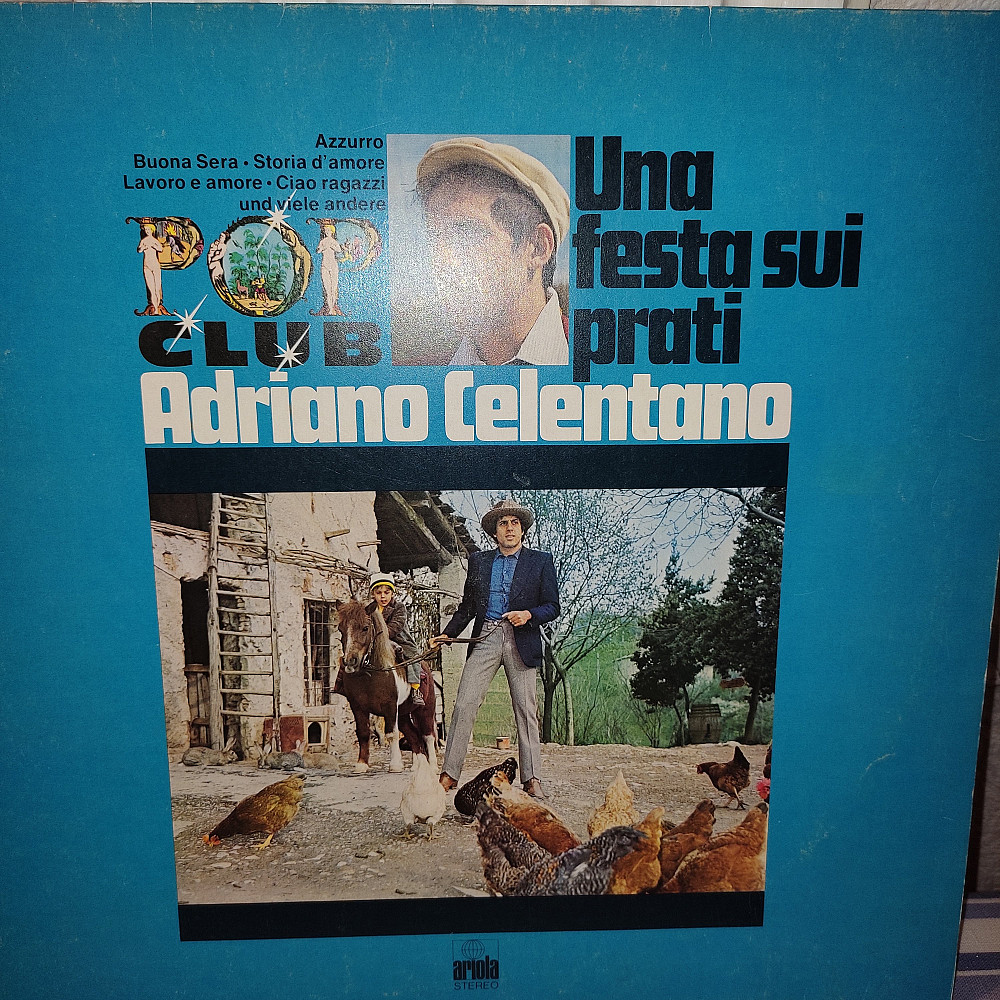 Azzurro
Buona Sera • Storia d'amore
Lavoro e amore • Ciao ragazzi
und viele andere
POP
CLUB
Una
festa sui
prati
Adriano Celentano
ariola
STEREO